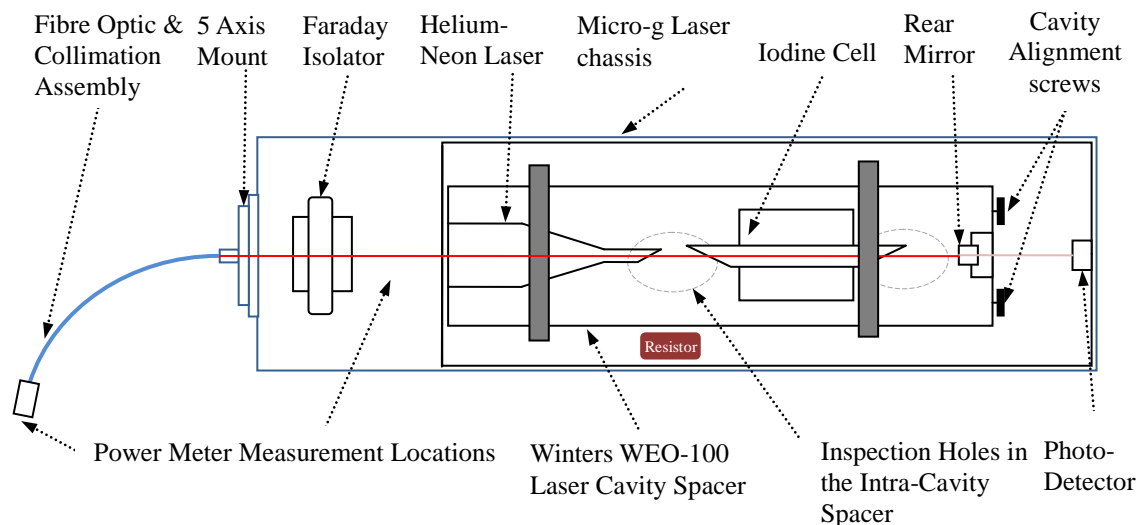 Fibre Optic &
Collimation
Assembly
5 Axis
Mount
Faraday
Isolator
Helium-
Neon Laser
Micro-g Laser
chassis
Iodine Cell
Rear
Mirror
Cavity
Alignment
screws
Resistor
Power Meter Measurement Locations
Winters WEO-100
Laser Cavity Spacer
Inspection Holes in
the Intra-Cavity
Spacer
Photo-
Detector